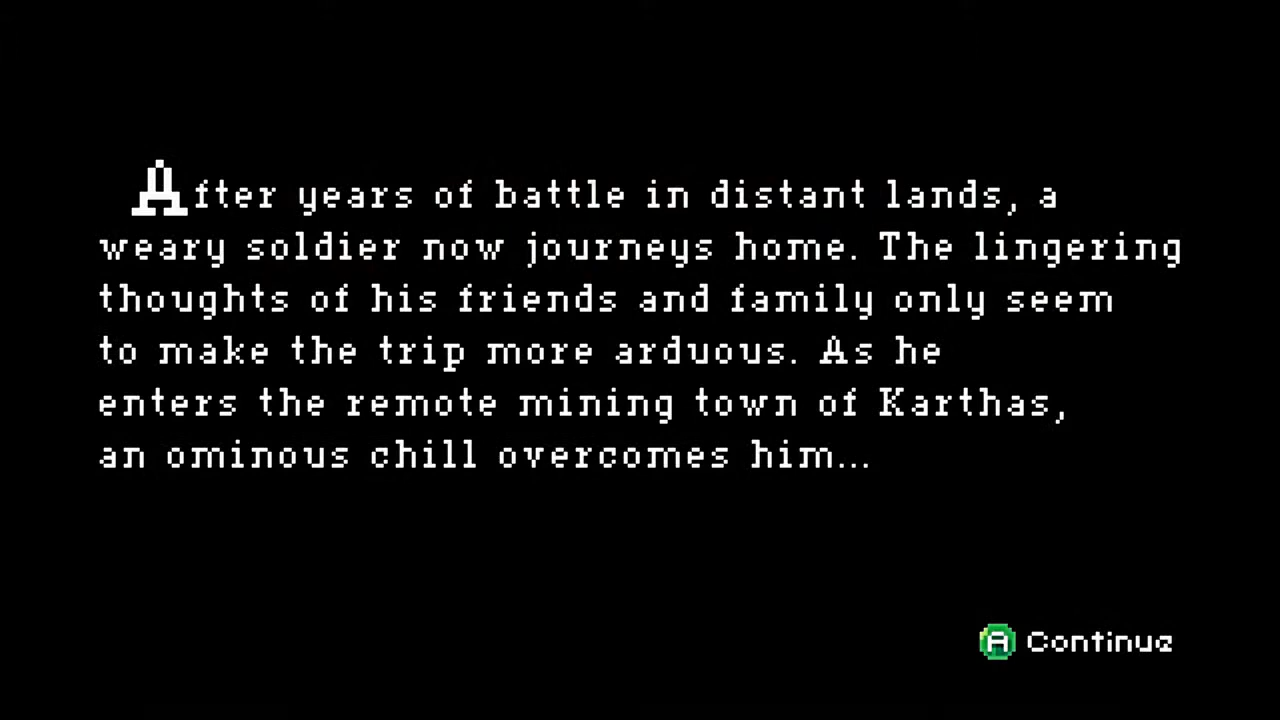 After years of battle in distant lands, a
weary soldier now journeys home. The lingering
thoughts of his friends and family only seem
to make the trip more arduous. As he
enters the remote mining town of Karthas,
an ominous chill overcomes him...
A Continue